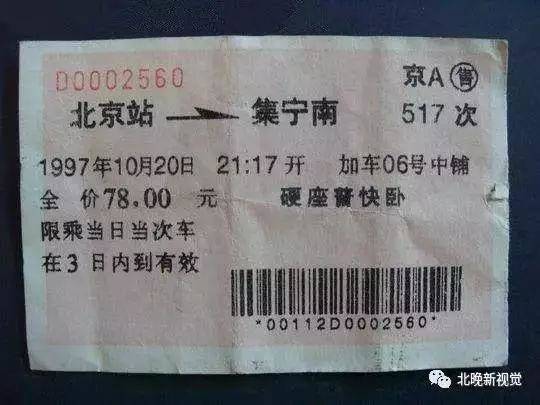 D0002560 京A 售
北京站 → 集宁南 517 次
1997年10月20日 21:17 开 加车06号中铺
全 价78.00 元 硬座普快卧
限乘当日当次车
在 3 日内到有效
*00112D0002560*
北晚新视觉